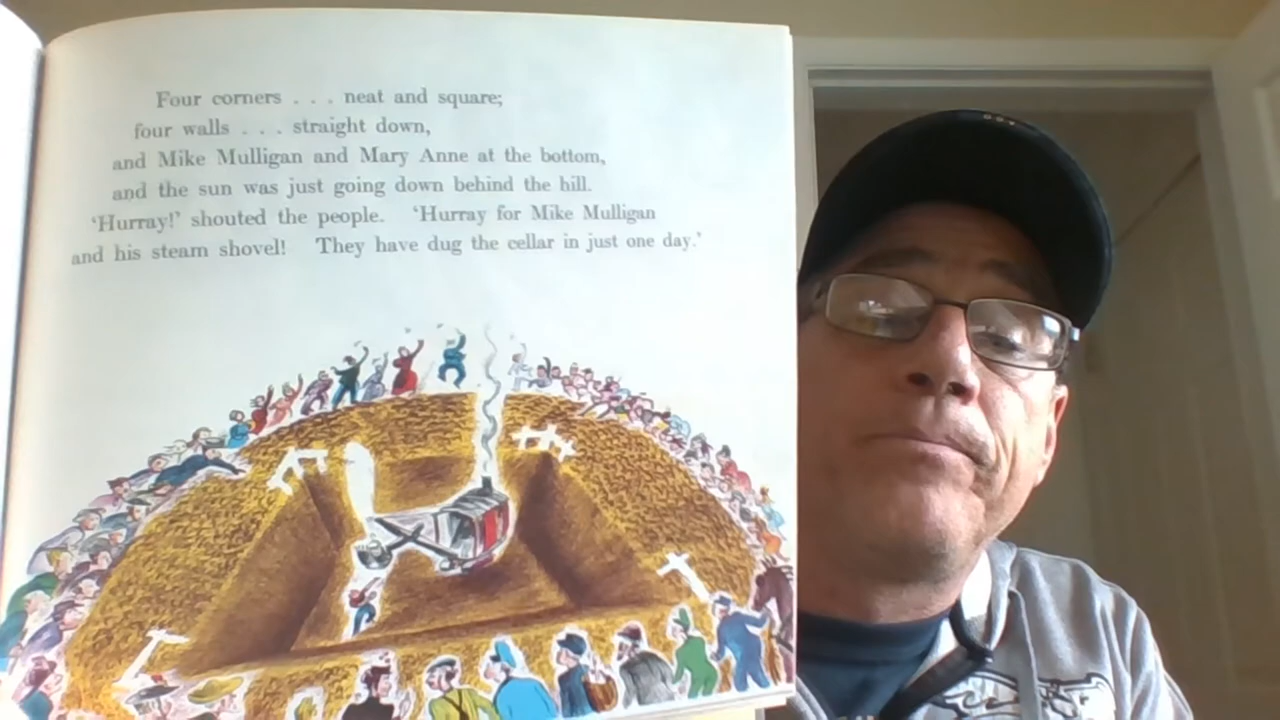 Four corners . . . neat and square;
four walls . . . straight down,
and Mike Mulligan and Mary Anne at the bottom,
and the sun was just going down behind the hill.
‘Hurray!’ shouted the people. ‘Hurray for Mike Mulligan
and his steam shovel! They have dug the cellar in just one day.’